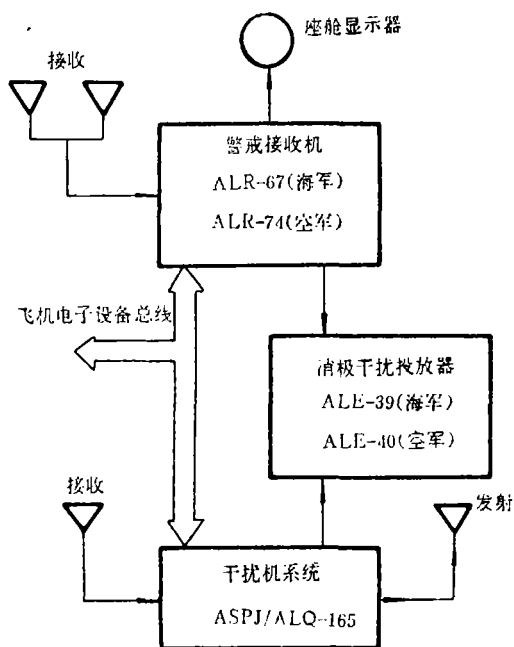 座舱显示器
接收
警戒接收机
ALR-67(海军)
ALR-74(空军)
飞机电子设备总线
消极干扰投放器
ALE-39(海军)
ALE-40(空军)
接收
发射
干扰机系统
ASPJ/ALQ-165